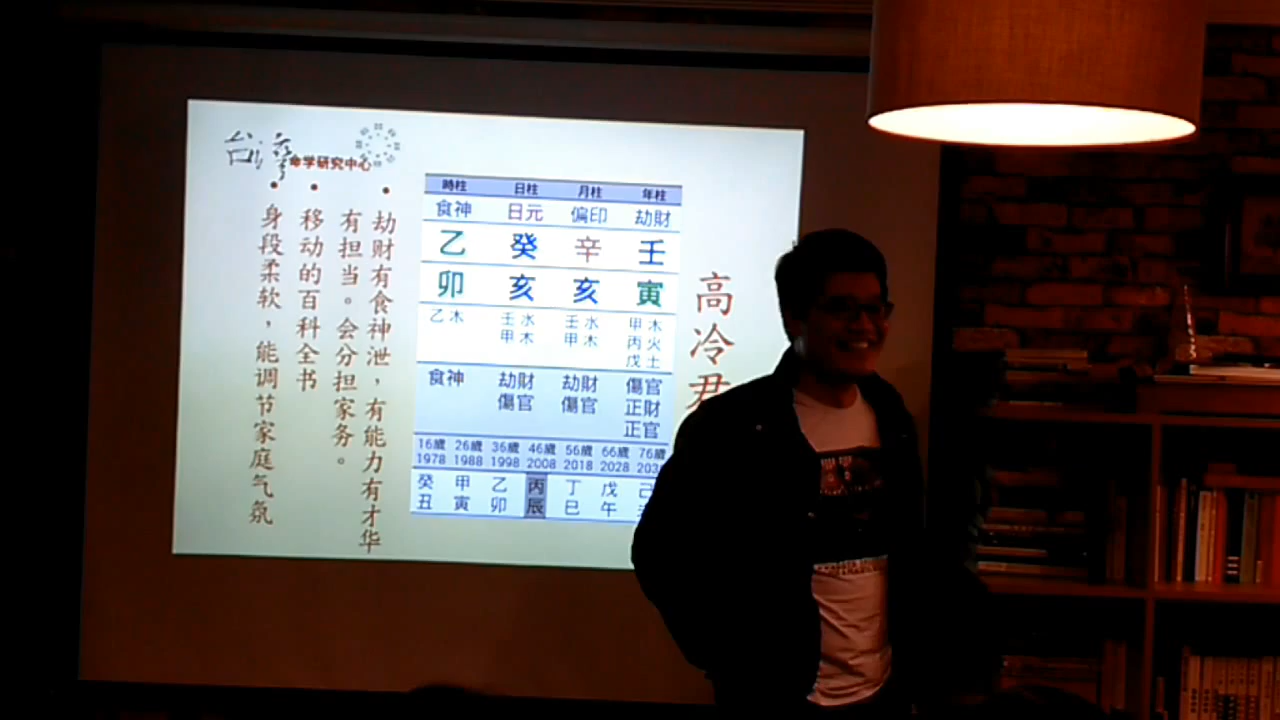 台湾命学研究中心
高冷君
時柱 日柱 月柱 年柱
食神 日元 偏印 劫財
乙 癸 辛 壬
卯 亥 亥 寅
乙木 壬水 壬水 甲木
甲木 甲木 丙火
戊土
食神 劫財 劫財 傷官
傷官 傷官 正財
正官
16歲 26歲 36歲 46歲 56歲 66歲 76歲
1978 1988 1998 2008 2018 2028
癸 甲 乙 丙 丁 戊 己
丑 寅 卯 辰 巳 午
• 劫财有食神泄，有能力有才华
有担当。会分担家务。
• 移动的百科全书
• 身段柔软，能调节家庭气氛